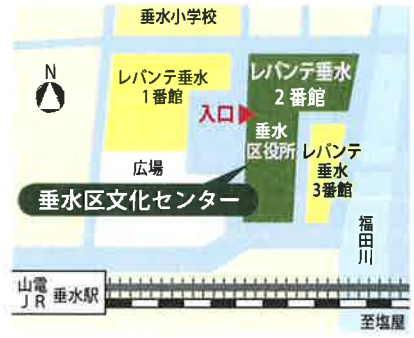 垂水小学校
N
レバンテ垂水
1番館
レバンテ垂水
2番館
入口
垂水
区役所
レバンテ
垂水
3番館
広場
垂水区文化センター
福田川
山電
JR
垂水駅
至塩屋